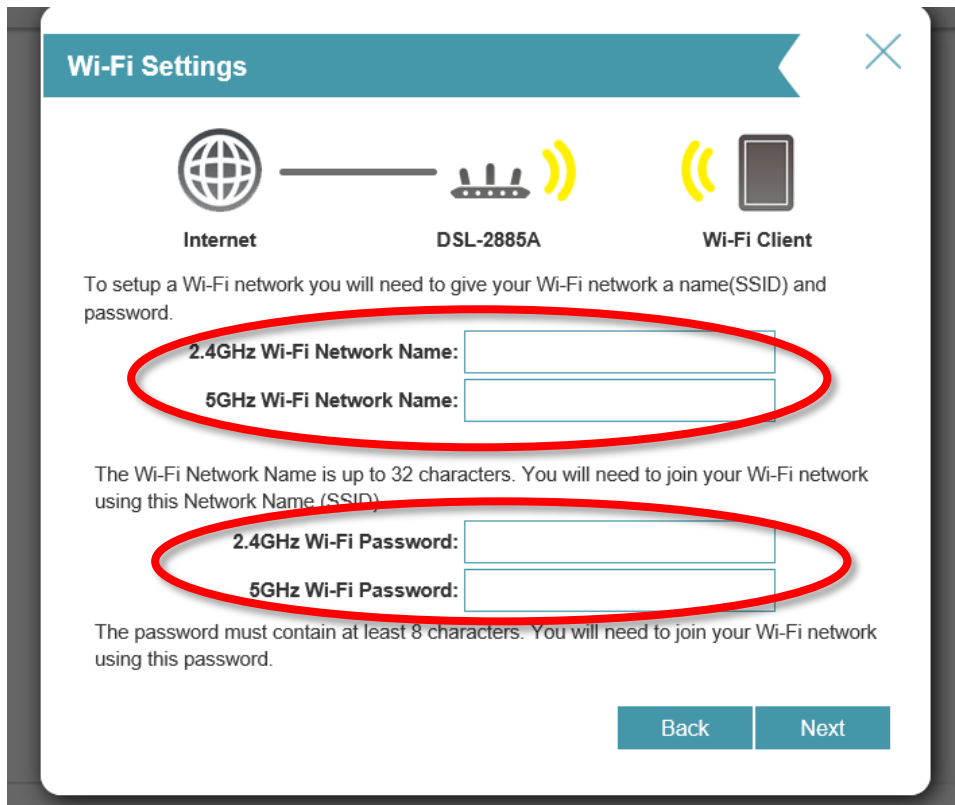 Wi-Fi Settings
Internet
DSL-2885A
Wi-Fi Client
To setup a Wi-Fi network you will need to give your Wi-Fi network a name(SSID) and
password.
2.4GHz Wi-Fi Network Name:
5GHz Wi-Fi Network Name:
The Wi-Fi Network Name is up to 32 characters. You will need to join your Wi-Fi network
using this Network Name (SSID)
2.4GHz Wi-Fi Password:
5GHz Wi-Fi Password:
The password must contain at least 8 characters. You will need to join your Wi-Fi network
using this password.
Back
Next